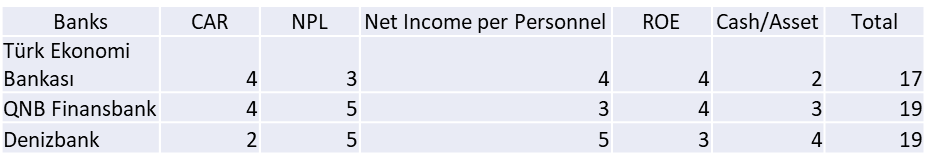 Banks CAR NPL Net Income per Personnel ROE Cash/Asset Total
Türk Ekonomi
Bankası 4 3 4 4 2 17
QNB Finansbank 4 5 3 4 3 19
Denizbank 2 5 5 3 4 19